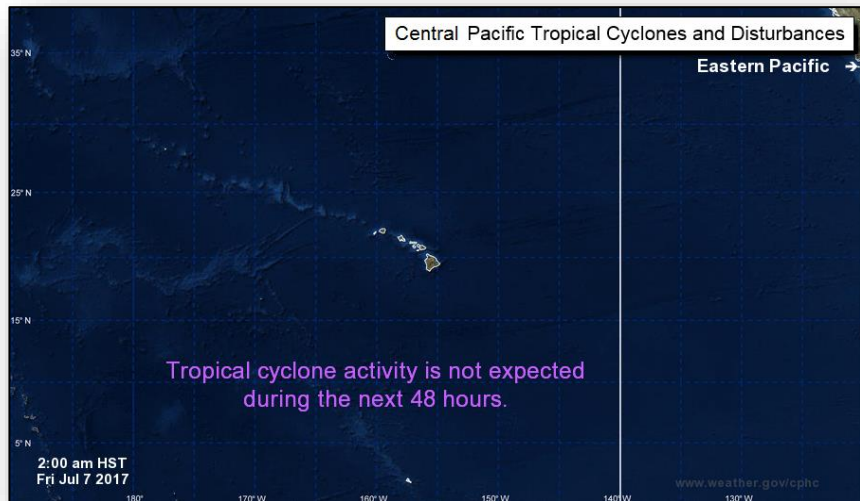 Central Pacific Tropical Cyclones and Disturbances
35° N
Eastern Pacific →
25° N
15° N
Tropical cyclone activity is not expected
during the next 48 hours.
5° N
2:00 am HST
Fri Jul 7 2017
www.weather.gov/cphc
180° 170° W 160° W 150° W 140° W 130° W